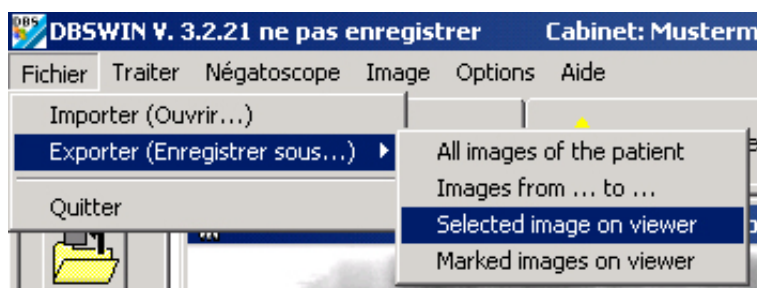 DBS DBSWIN V. 3.2.21 ne pas enregistrer Cabinet: Musterm
Fichier Traiter Négatoscope Image Options Aide
Importer (Ouvrir...)
Exporter (Enregistrer sous...)
All images of the patient
Images from ... to ...
Quitter
Selected image on viewer
Marked images on viewer